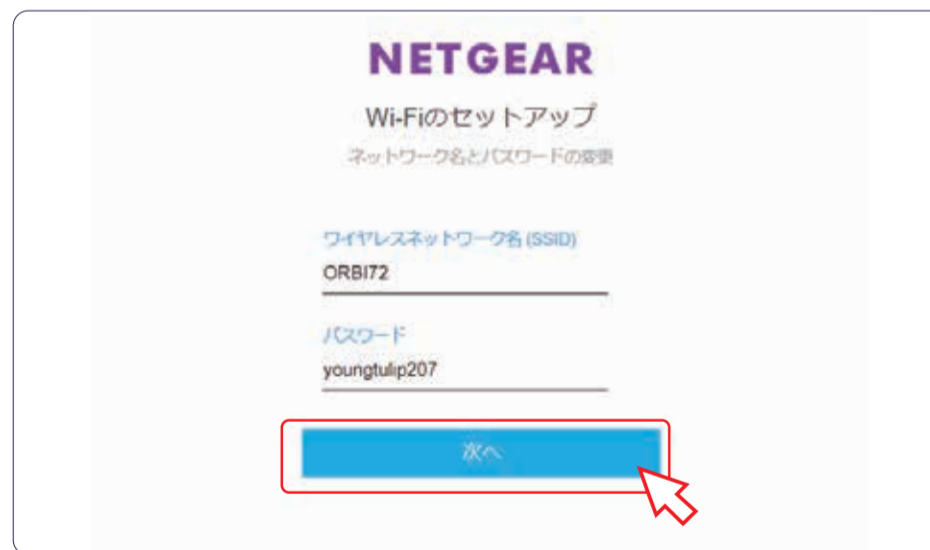 NETGEAR
Wi-Fiのセットアップ
ネットワーク名とパスワードの変更
ワイヤレスネットワーク名 (SSID)
ORBI72
パスワード
youngtulip207
次へ